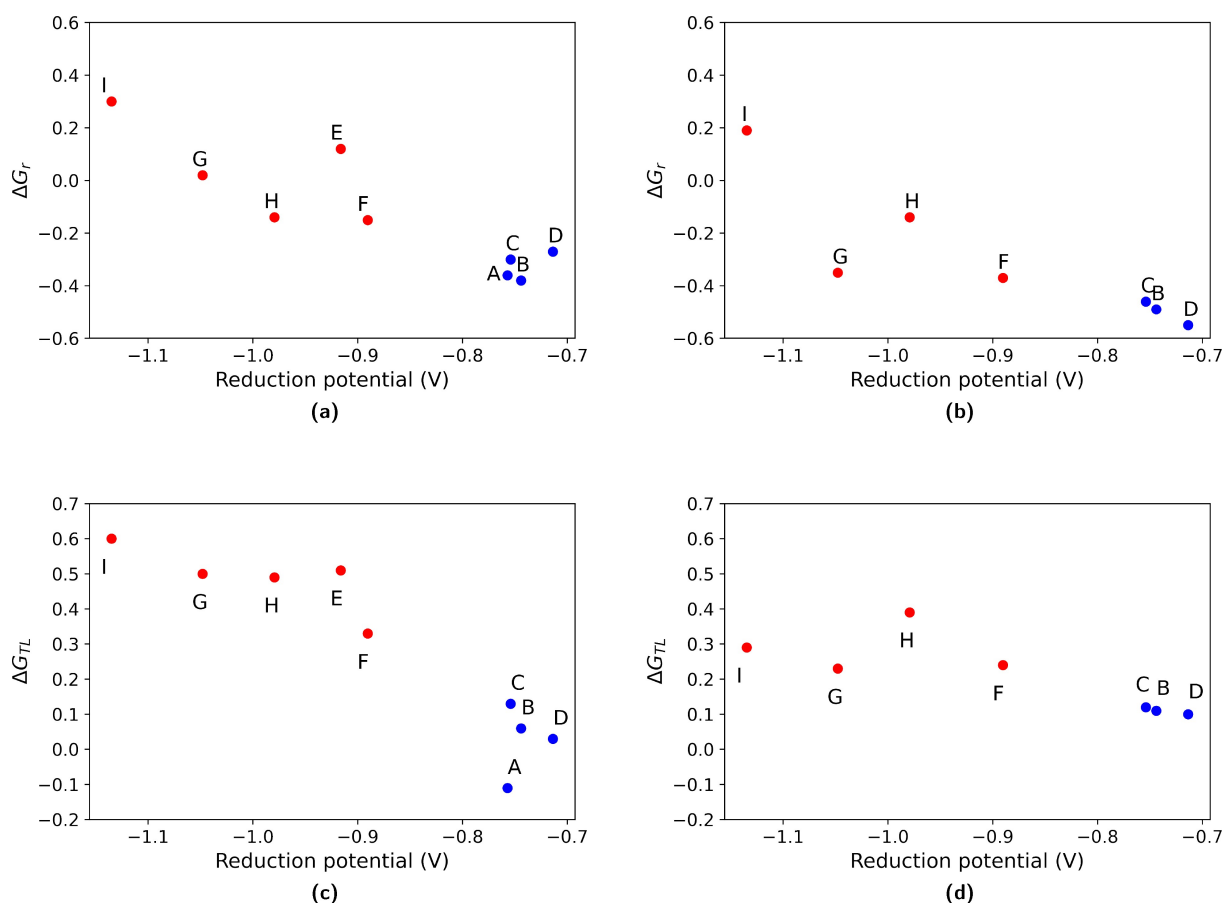 0.6
0.4
0.2
0.0
−0.2
−0.4
−0.6
ΔG_r
I
G
H
E
F
C
A
B
D
−1.1
−1.0
−0.9
−0.8
−0.7
Reduction potential (V)
(a)
0.6
0.4
0.2
0.0
−0.2
−0.4
−0.6
ΔG_r
I
H
G
F
C
B
D
−1.1
−1.0
−0.9
−0.8
−0.7
Reduction potential (V)
(b)
0.7
0.6
0.5
0.4
0.3
0.2
0.1
0.0
−0.1
−0.2
ΔG_TL
I
G
H
E
F
C
B
D
A
−1.1
−1.0
−0.9
−0.8
−0.7
Reduction potential (V)
(c)
0.7
0.6
0.5
0.4
0.3
0.2
0.1
0.0
−0.1
−0.2
ΔG_TL
I
G
H
F
C
B
D
−1.1
−1.0
−0.9
−0.8
−0.7
Reduction potential (V)
(d)